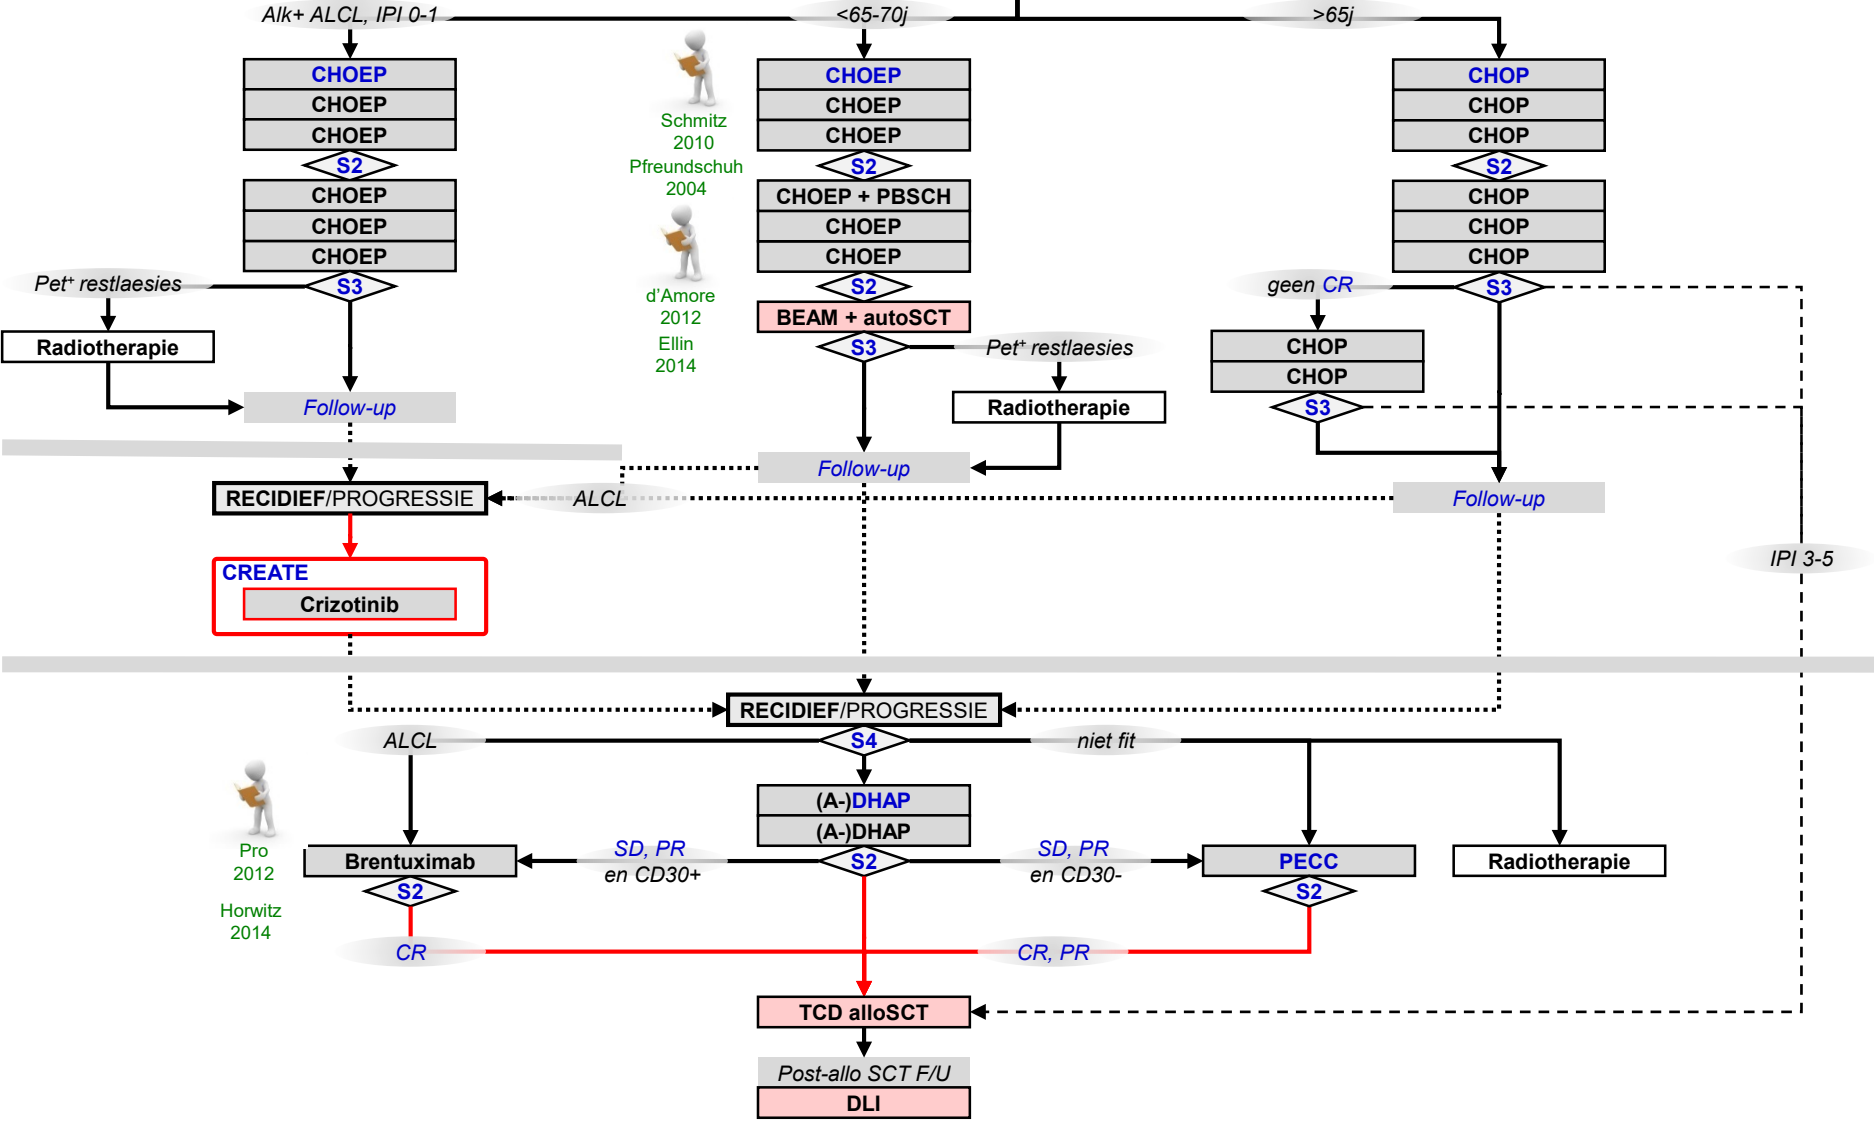 Alk+ ALCL, IPI 0-1
<65-70j
>65j
CHOEP
CHOEP
CHOEP
S2
CHOEP
CHOEP
CHOEP
S3
Pet+ restlaesies
Radiotherapie
Follow-up
Schmitz
2010
Pfreundschuh
2004
d'Amore
2012
Ellin
2014
CHOEP
CHOEP
CHOEP
S2
CHOEP + PBSCH
CHOEP
CHOEP
S2
BEAM + autoSCT
S3
Pet+ restlaesies
Radiotherapie
Follow-up
CHOP
CHOP
CHOP
S2
CHOP
CHOP
CHOP
S3
geen CR
CHOP
CHOP
S3
Follow-up
IPI 3-5
ALCL
RECIDIEF/PROGRESSIE
CREATE
Crizotinib
RECIDIEF/PROGRESSIE
S4
ALCL
niet fit
(A-)DHAP
(A-)DHAP
S2
SD, PR
en CD30+
SD, PR
en CD30-
Pro
2012
Horwitz
2014
Brentuximab
S2
PECC
S2
Radiotherapie
CR
CR, PR
TCD alloSCT
Post-allo SCT F/U
DLI